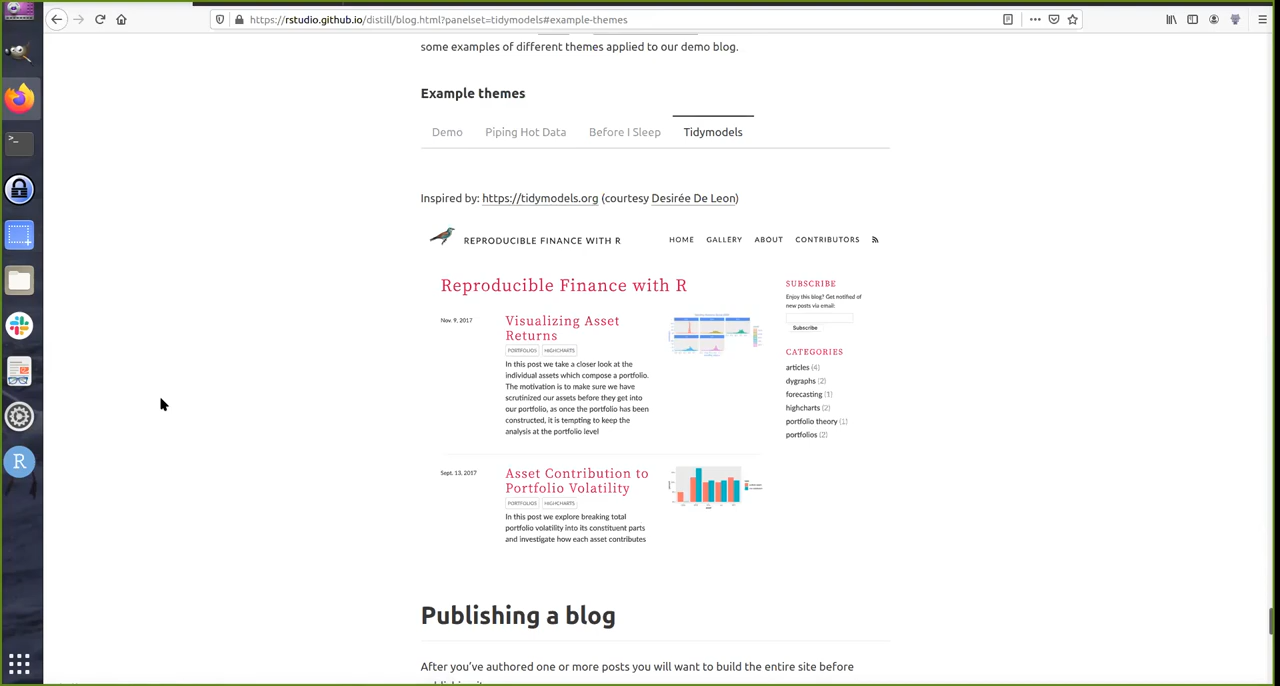 https://rstudio.github.io/distill/blog.html?panelset=tidymodels#example-themes
some examples of different themes applied to our demo blog.
Example themes
Demo Piping Hot Data Before I Sleep Tidymodels
Inspired by: https://tidymodels.org (courtesy Desirée De Leon)
REPRODUCIBLE FINANCE WITH R HOME GALLERY ABOUT CONTRIBUTORS
Reproducible Finance with R
Nov. 9, 2017
Visualizing Asset
Returns
PORTFOLIOS HIGHCHARTS
In this post we take a closer look at the
individual assets which compose a portfolio.
The motivation is to make sure we have
scrutinized our assets before they get into
our portfolio, as once the portfolio has been
constructed, it is tempting to keep the
analysis at the portfolio level
Sept. 13, 2017
Asset Contribution to
Portfolio Volatility
PORTFOLIOS HIGHCHARTS
In this post we explore breaking total
portfolio volatility into its constituent parts
and investigate how each asset contributes
SUBSCRIBE
Enjoy this blog? Get notified of
new posts via email:
Subscribe
CATEGORIES
articles (4)
dygraphs (2)
forecasting (1)
highcharts (2)
portfolio theory (1)
portfolios (2)
Publishing a blog
After you've authored one or more posts you will want to build the entire site before
R